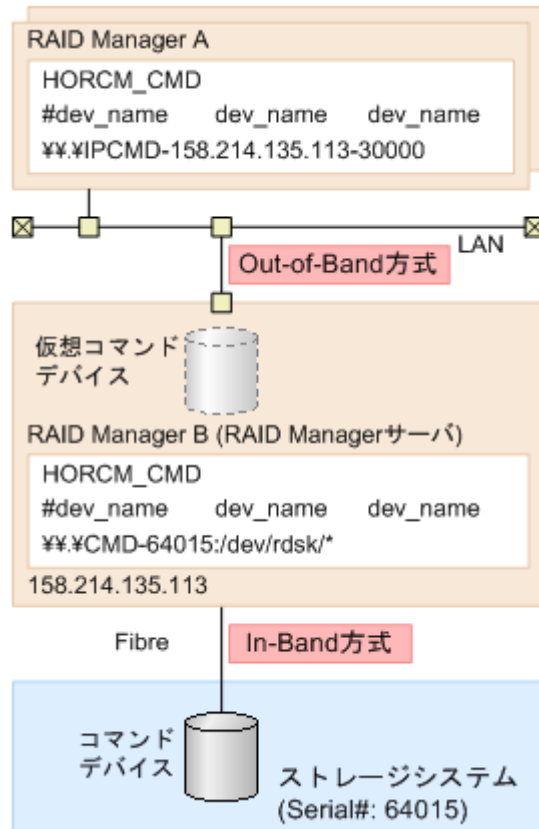 RAID Manager A
HORCM_CMD
#dev_name dev_name dev_name
¥¥.¥IPCMD-158.214.135.113-30000
LAN
Out-of-Band方式
仮想コマンド
デバイス
RAID Manager B (RAID Managerサーバ)
HORCM_CMD
#dev_name dev_name dev_name
¥¥.¥CMD-64015:/dev/rdsk/*
158.214.135.113
Fibre
In-Band方式
コマンド
デバイス
ストレージシステム
(Serial#: 64015)